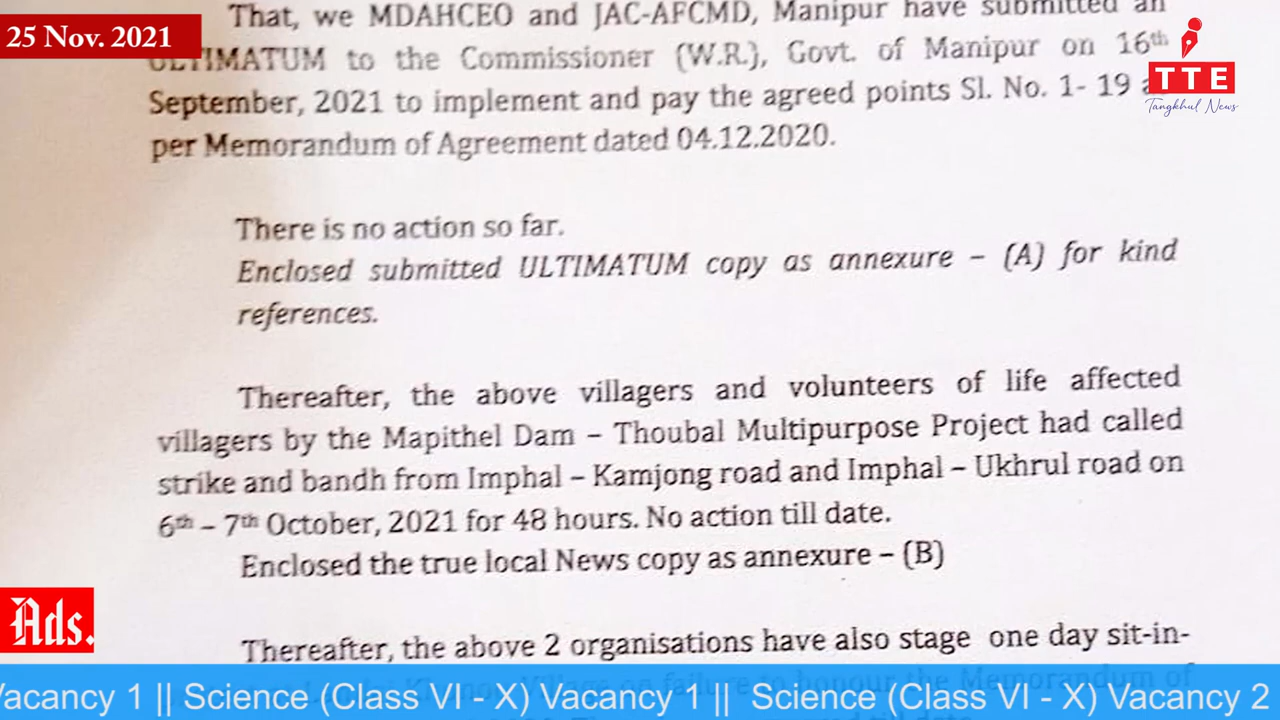 25 Nov. 2021
That, we MDAHCEO and JAC-AFCMD, Manipur have submitted an
ULTIMATUM to the Commissioner (W.R.), Govt. of Manipur on 16th
September, 2021 to implement and pay the agreed points Sl. No. 1- 19
per Memorandum of Agreement dated 04.12.2020.
TTE
Tangkhul News
There is no action so far.
Enclosed submitted ULTIMATUM copy as annexure – (A) for kind
references.
Thereafter, the above villagers and volunteers of life affected
villagers by the Mapithel Dam – Thoubal Multipurpose Project had called
strike and bandh from Imphal – Kamjong road and Imphal – Ukhrul road on
6th – 7th October, 2021 for 48 hours. No action till date.
Enclosed the true local News copy as annexure – (B)
Thereafter, the above 2 organisations have also stage one day sit-in-
on failure to honour the Memorandum of
Ads.
Vacancy 1 || Science (Class VI - X) Vacancy 1 || Science (Class VI - X) Vacancy 2